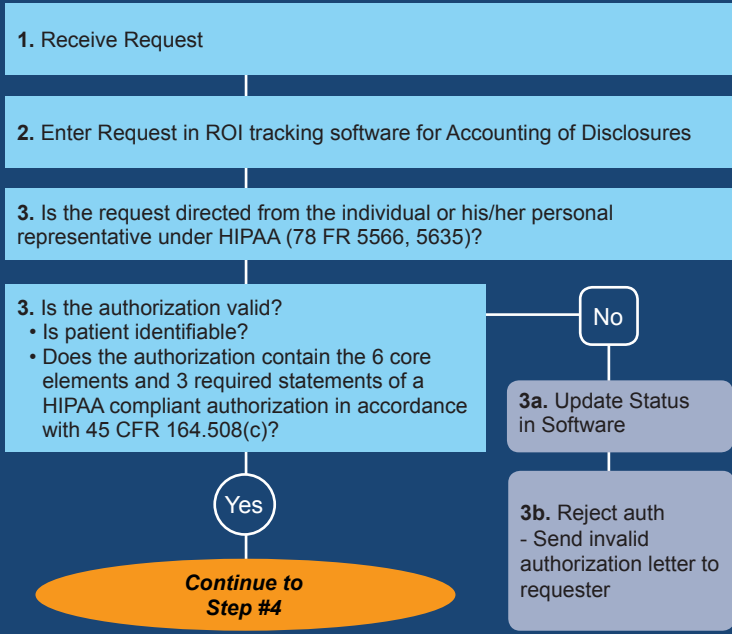 1. Receive Request
2. Enter Request in ROI tracking software for Accounting of Disclosures
3. Is the request directed from the individual or his/her personal
representative under HIPAA (78 FR 5566, 5635)?
3. Is the authorization valid?
• Is patient identifiable?
• Does the authorization contain the 6 core
elements and 3 required statements of a
HIPAA compliant authorization in accordance
with 45 CFR 164.508(c)?
No
3a. Update Status
in Software
3b. Reject auth
- Send invalid
authorization letter to
requester
Yes
Continue to
Step #4